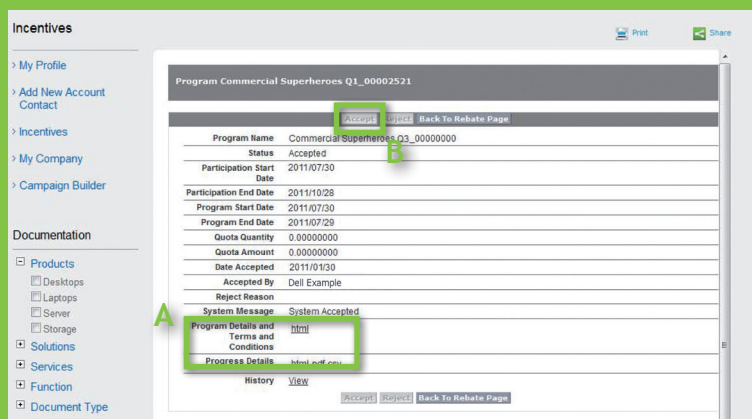 Incentives
Print
Share
> My Profile
> Add New Account
Contact
> Incentives
> My Company
> Campaign Builder
Documentation
Products
Desktops
Laptops
Server
Storage
Solutions
Services
Function
Document Type
Program Commercial Superheroes Q1_00002521
Accept Reject Back To Rebate Page
B
Program Name Commercial Superheroes Q3_00000000
Status Accepted
Participation Start 2011/07/30
Date
Participation End Date 2011/10/28
Program Start Date 2011/07/30
Program End Date 2011/07/29
Quota Quantity 0.00000000
Quota Amount 0.00000000
Date Accepted 2011/01/30
Accepted By Dell Example
Reject Reason
System Message System Accepted
A
Program Details and html
Terms and
Conditions
Progress Details html pdf csv
History View
Accept Reject Back To Rebate Page